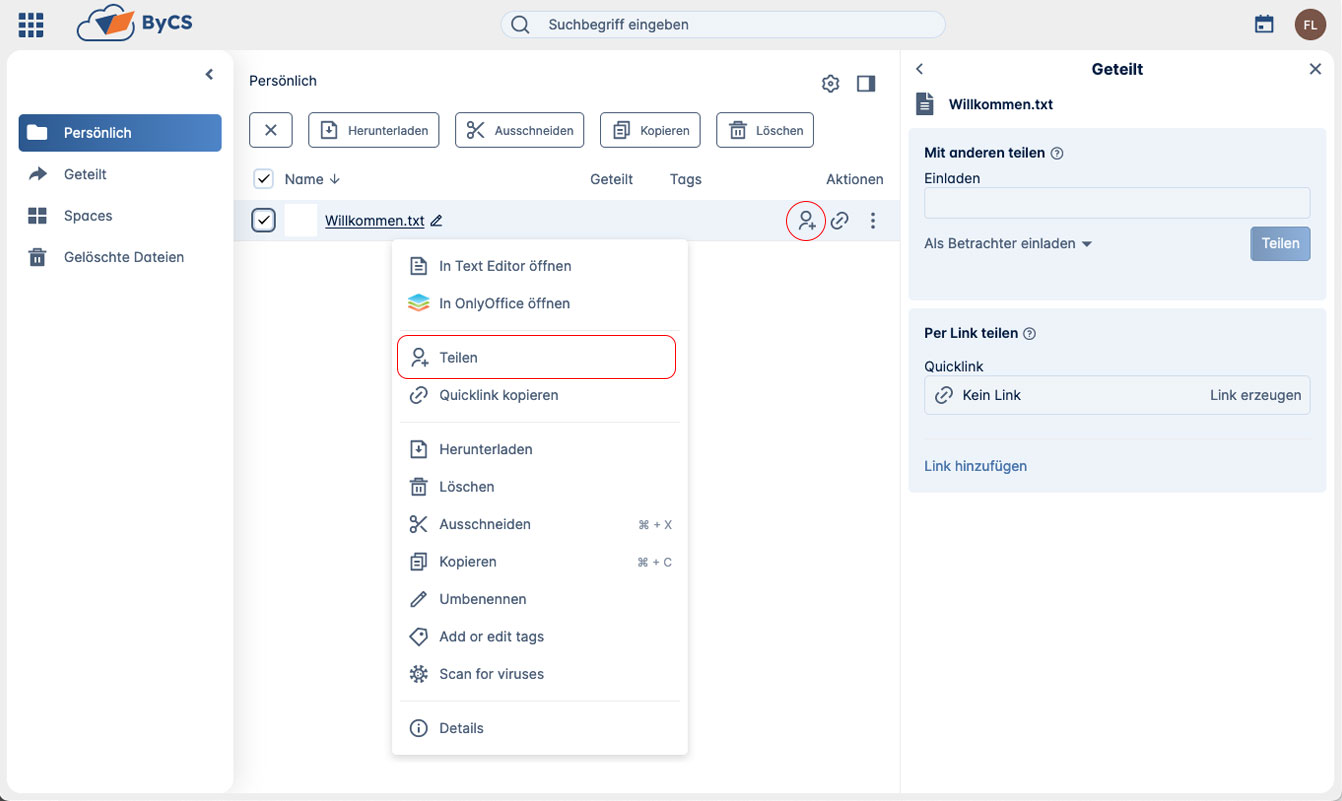 ByCS
Suchbegriff eingeben
FL
Persönlich
Geteilt
Spaces
Gelöschte Dateien
Persönlich
Herunterladen
Ausschneiden
Kopieren
Löschen
Name
Geteilt
Tags
Aktionen
Willkommen.txt
In Text Editor öffnen
In OnlyOffice öffnen
Teilen
Quicklink kopieren
Herunterladen
Löschen
Ausschneiden ⌘ + X
Kopieren ⌘ + C
Umbenennen
Add or edit tags
Scan for viruses
Details
Geteilt
Willkommen.txt
Mit anderen teilen
Einladen
Als Betrachter einladen
Teilen
Per Link teilen
Quicklink
Kein Link
Link erzeugen
Link hinzufügen